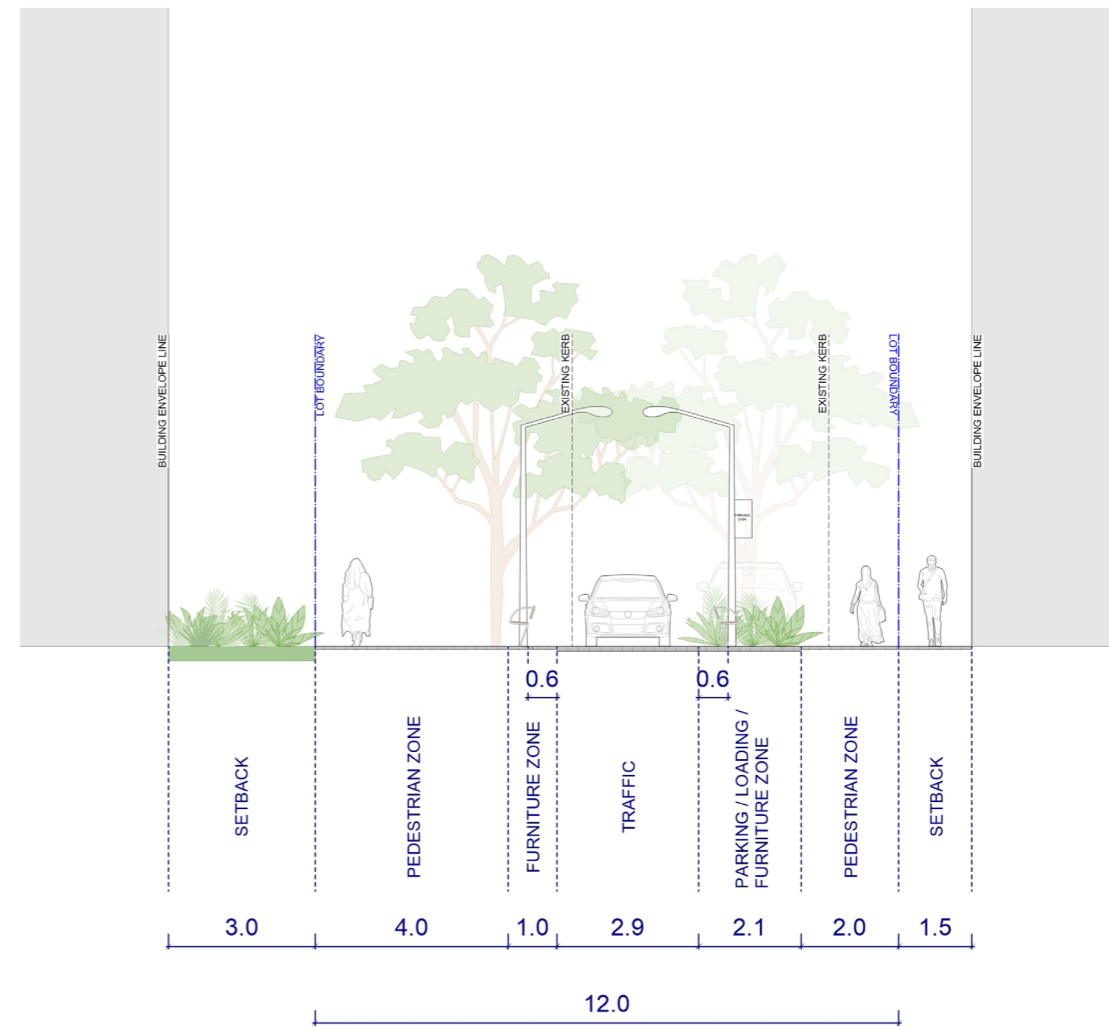 BUILDING ENVELOPE LINE
LOT BOUNDARY
EXISTING KERB
EXISTING KERB
LOT BOUNDARY
BUILDING ENVELOPE LINE
0.6
0.6
SETBACK
PEDESTRIAN ZONE
FURNITURE ZONE
TRAFFIC
PARKING / LOADING /
FURNITURE ZONE
PEDESTRIAN ZONE
SETBACK
3.0
4.0
1.0
2.9
2.1
2.0
1.5
12.0